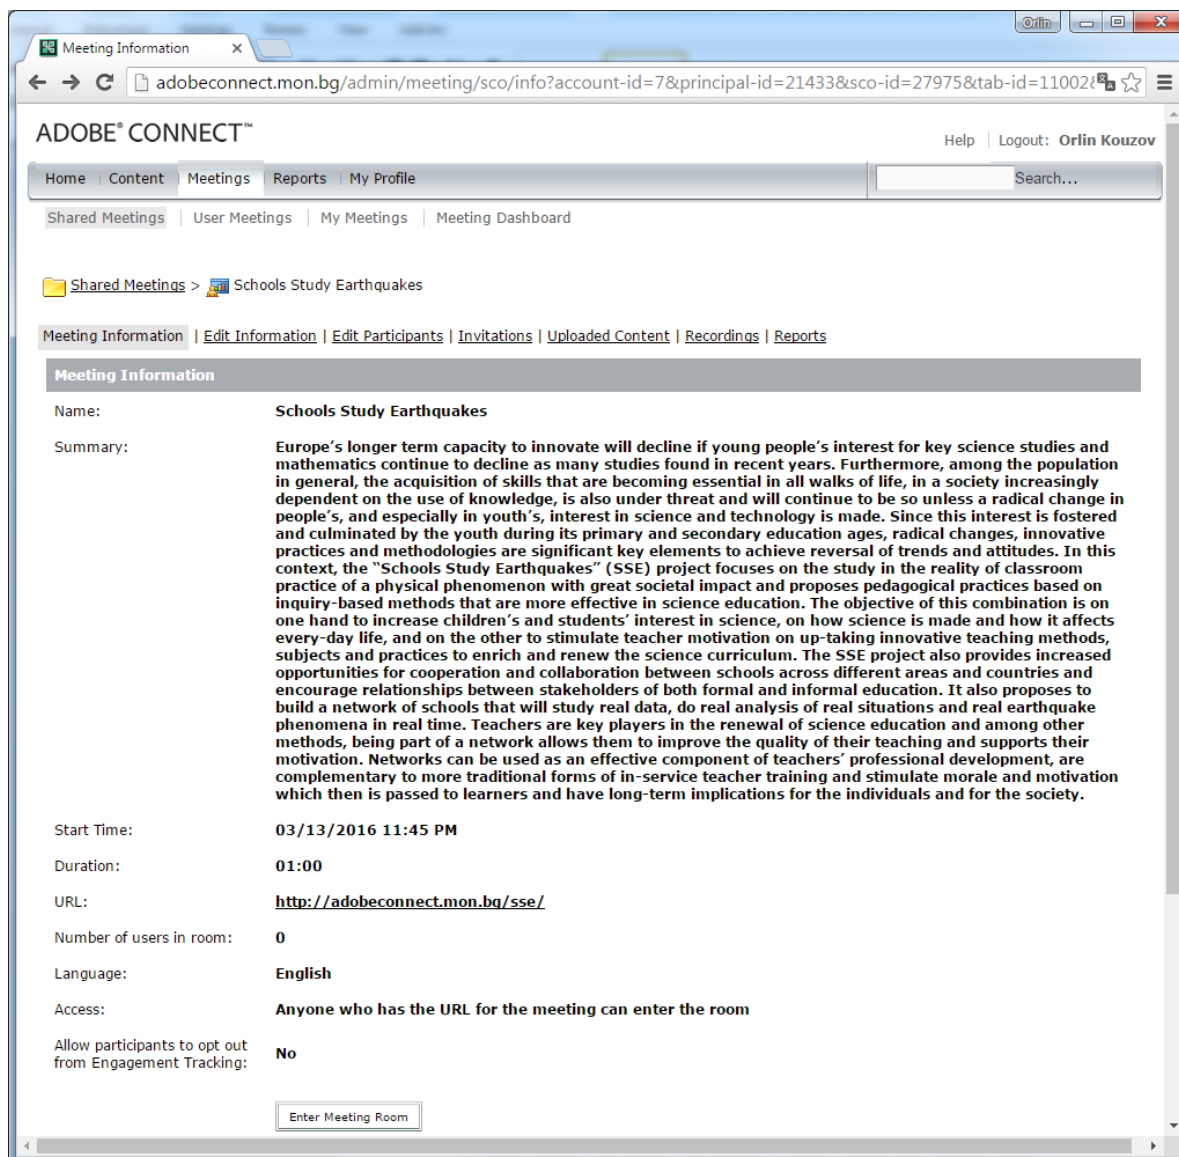 Orlin
Meeting Information
adobeconnect.mon.bg/admin/meeting/sco/info?account-id=7&principal-id=21433&sco-id=27975&tab-id=11002
ADOBE® CONNECT™
Help | Logout: Orlin Kouzov
Home | Content | Meetings | Reports | My Profile
Search...
Shared Meetings | User Meetings | My Meetings | Meeting Dashboard
Shared Meetings > Schools Study Earthquakes
Meeting Information | Edit Information | Edit Participants | Invitations | Uploaded Content | Recordings | Reports
Meeting Information
Name: Schools Study Earthquakes
Summary: Europe's longer term capacity to innovate will decline if young people's interest for key science studies and
mathematics continue to decline as many studies found in recent years. Furthermore, among the population
in general, the acquisition of skills that are becoming essential in all walks of life, in a society increasingly
dependent on the use of knowledge, is also under threat and will continue to be so unless a radical change in
people's, and especially in youth's, interest in science and technology is made. Since this interest is fostered
and culminated by the youth during its primary and secondary education ages, radical changes, innovative
practices and methodologies are significant key elements to achieve reversal of trends and attitudes. In this
context, the “Schools Study Earthquakes” (SSE) project focuses on the study in the reality of classroom
practice of a physical phenomenon with great societal impact and proposes pedagogical practices based on
inquiry-based methods that are more effective in science education. The objective of this combination is on
one hand to increase children's and students' interest in science, on how science is made and how it affects
every-day life, and on the other to stimulate teacher motivation on up-taking innovative teaching methods,
subjects and practices to enrich and renew the science curriculum. The SSE project also provides increased
opportunities for cooperation and collaboration between schools across different areas and countries and
encourage relationships between stakeholders of both formal and informal education. It also proposes to
build a network of schools that will study real data, do real analysis of real situations and real earthquake
phenomena in real time. Teachers are key players in the renewal of science education and among other
methods, being part of a network allows them to improve the quality of their teaching and supports their
motivation. Networks can be used as an effective component of teachers' professional development, are
complementary to more traditional forms of in-service teacher training and stimulate morale and motivation
which then is passed to learners and have long-term implications for the individuals and for the society.
Start Time: 03/13/2016 11:45 PM
Duration: 01:00
URL: http://adobeconnect.mon.bg/sse/
Number of users in room: 0
Language: English
Access: Anyone who has the URL for the meeting can enter the room
Allow participants to opt out
from Engagement Tracking: No
Enter Meeting Room